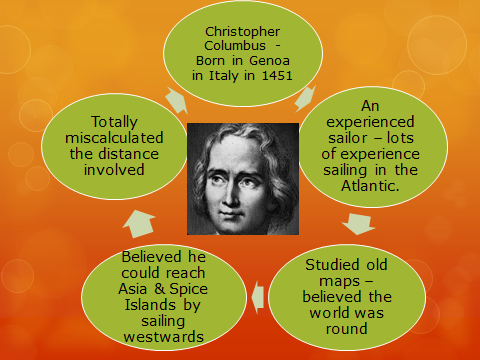 Christopher
Columbus -
Born in Genoa
in Italy in 1451
An
experienced
sailor – lots
of experience
sailing in the
Atlantic.
Studied old
maps –
believed the
world was
round
Believed he
could reach
Asia & Spice
Islands by
sailing
westwards
Totally
miscalculated
the distance
involved